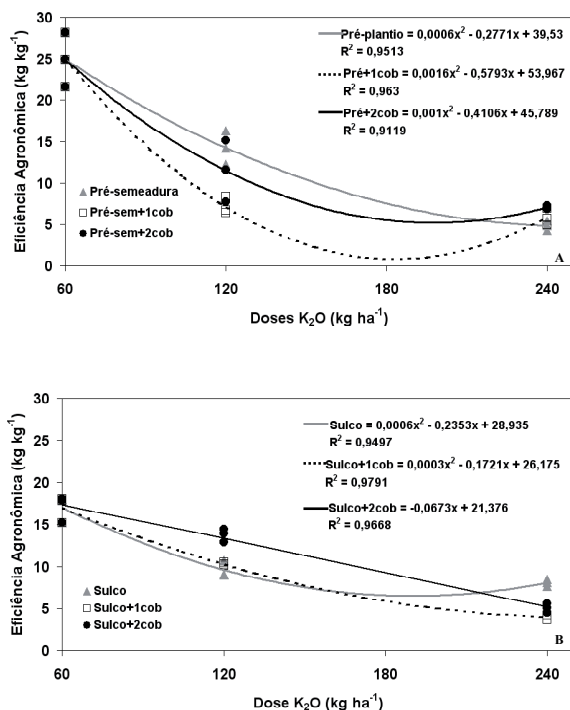 30
25
20
15
10
5
0
Eficiência Agronômica (kg kg-1)
Pré-plantio = 0,0006x2 - 0,2771x + 39,53
R2 = 0,9513
Pré+1cob = 0,0016x2 - 0,5793x + 53,967
R2 = 0,963
Pré+2cob = 0,001x2 - 0,4106x + 45,789
R2 = 0,9119
Pré-semeadura
Pré-sem+1cob
Pré-sem+2cob
A
60 120 180 240
Doses K2O (kg ha-1)
30
25
20
15
10
5
0
Eficiência Agronômica (kg kg-1)
Sulco = 0,0006x2 - 0,2353x + 28,935
R2 = 0,9497
Sulco+1cob = 0,0003x2 - 0,1721x + 26,175
R2 = 0,9791
Sulco+2cob = -0,0673x + 21,376
R2 = 0,9668
Sulco
Sulco+1cob
Sulco+2cob
B
60 120 180 240
Dose K2O (kg ha-1)